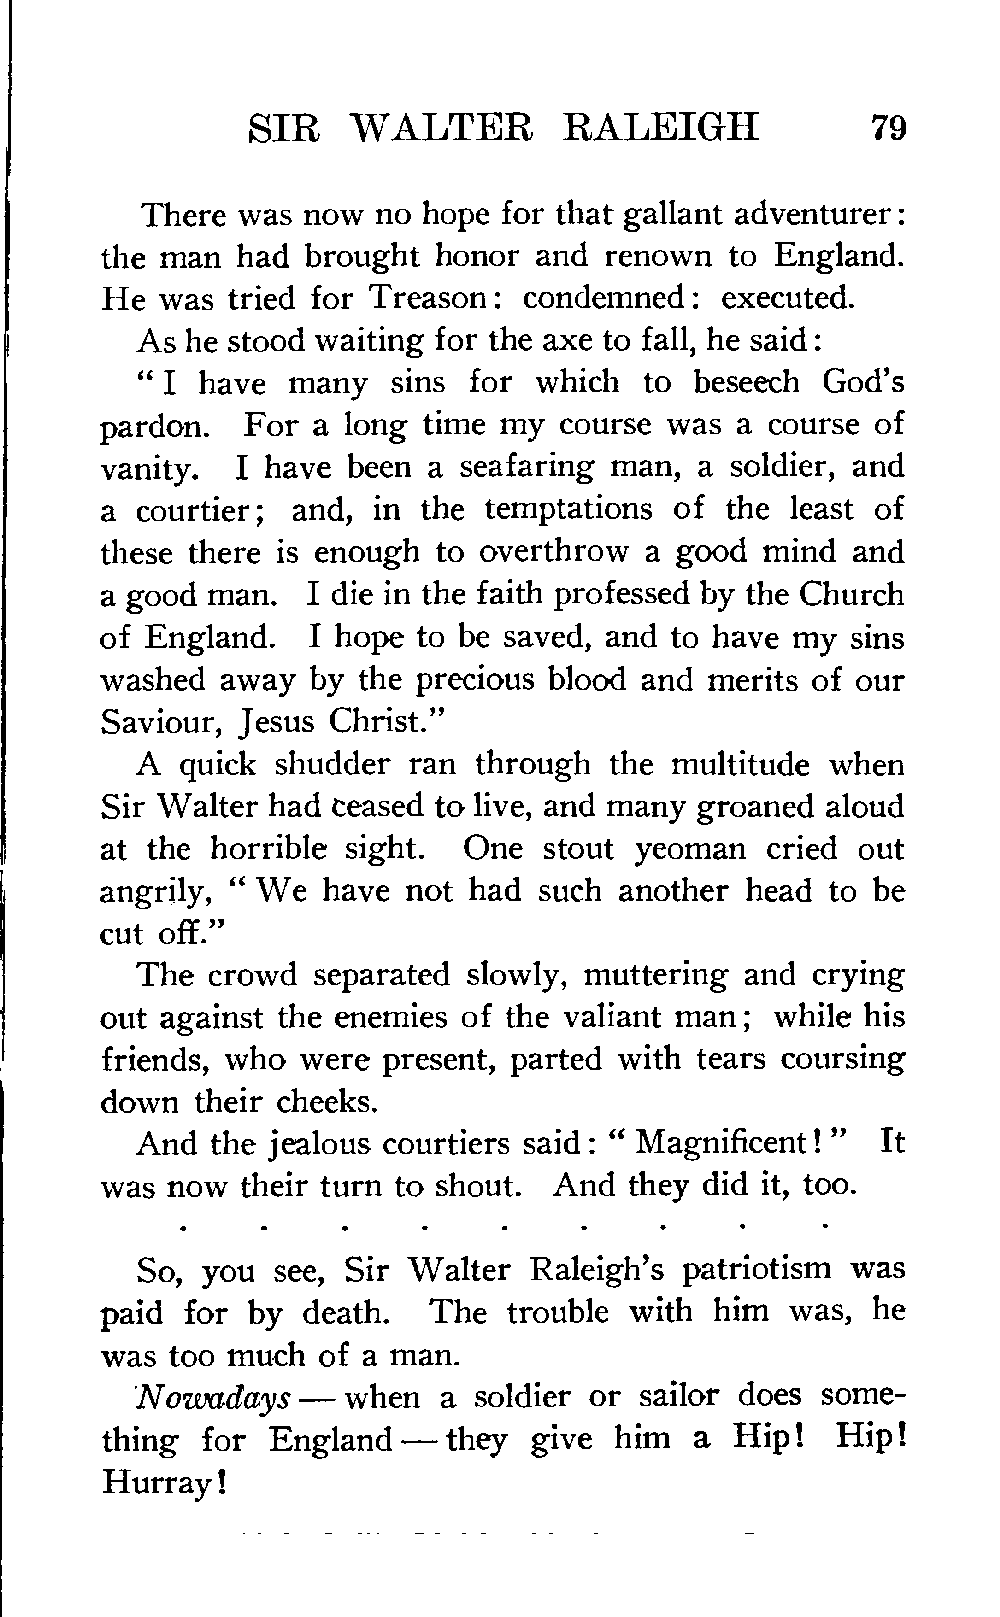 SIR WALTER RALEIGH 79
There was now no hope for that gallant adventurer:
the man had brought honor and renown to England.
He was tried for Treason: condemned: executed.
As he stood waiting for the axe to fall, he said:
“ I have many sins for which to beseech God’s
pardon. For a long time my course was a course of
vanity. I have been a seafaring man, a soldier, and
a courtier; and, in the temptations of the least of
these there is enough to overthrow a good mind and
a good man. I die in the faith professed by the Church
of England. I hope to be saved, and to have my sins
washed away by the precious blood and merits of our
Saviour, Jesus Christ.”
A quick shudder ran through the multitude when
Sir Walter had ceased to live, and many groaned aloud
at the horrible sight. One stout yeoman cried out
angrily, “ We have not had such another head to be
cut off.”
The crowd separated slowly, muttering and crying
out against the enemies of the valiant man; while his
friends, who were present, parted with tears coursing
down their cheeks.
And the jealous courtiers said: “ Magnificent! ” It
was now their turn to shout. And they did it, too.
. . . . . . . . .
So, you see, Sir Walter Raleigh’s patriotism was
paid for by death. The trouble with him was, he
was too much of a man.
Nowadays — when a soldier or sailor does some-
thing for England — they give him a Hip! Hip!
Hurray!